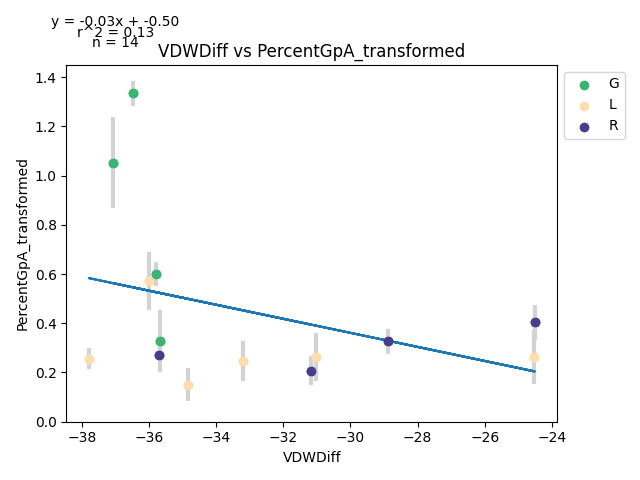 y = -0.03x + -0.50
r^2 = 0.13
n = 14
VDWDiff vs PercentGpA_transformed
G
L
R
PercentGpA_transformed
1.4
1.2
1.0
0.8
0.6
0.4
0.2
0.0
−38 −36 −34 −32 −30 −28 −26 −24
VDWDiff